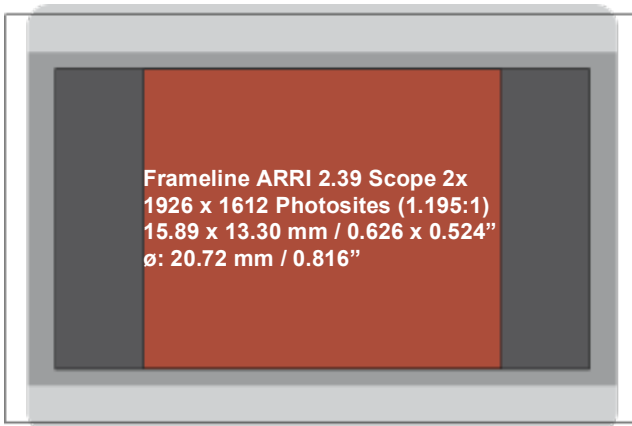 Frameline ARRI 2.39 Scope 2x
1926 x 1612 Photosites (1.195:1)
15.89 x 13.30 mm / 0.626 x 0.524”
ø: 20.72 mm / 0.816”